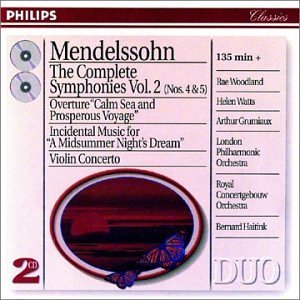 PHILIPS
Classics
Mendelssohn
The Complete
Symphonies Vol. 2 (Nos. 4 & 5)
Overture "Calm Sea and
Prosperous Voyage"
Incidental Music for
"A Midsummer Night's Dream"
Violin Concerto
135 min +
Rae Woodland
Helen Watts
Arthur Grumiaux
London
Philharmonic
Orchestra
Royal
Concertgebouw
Orchestra
Bernard Haitink
2 CD
DUO